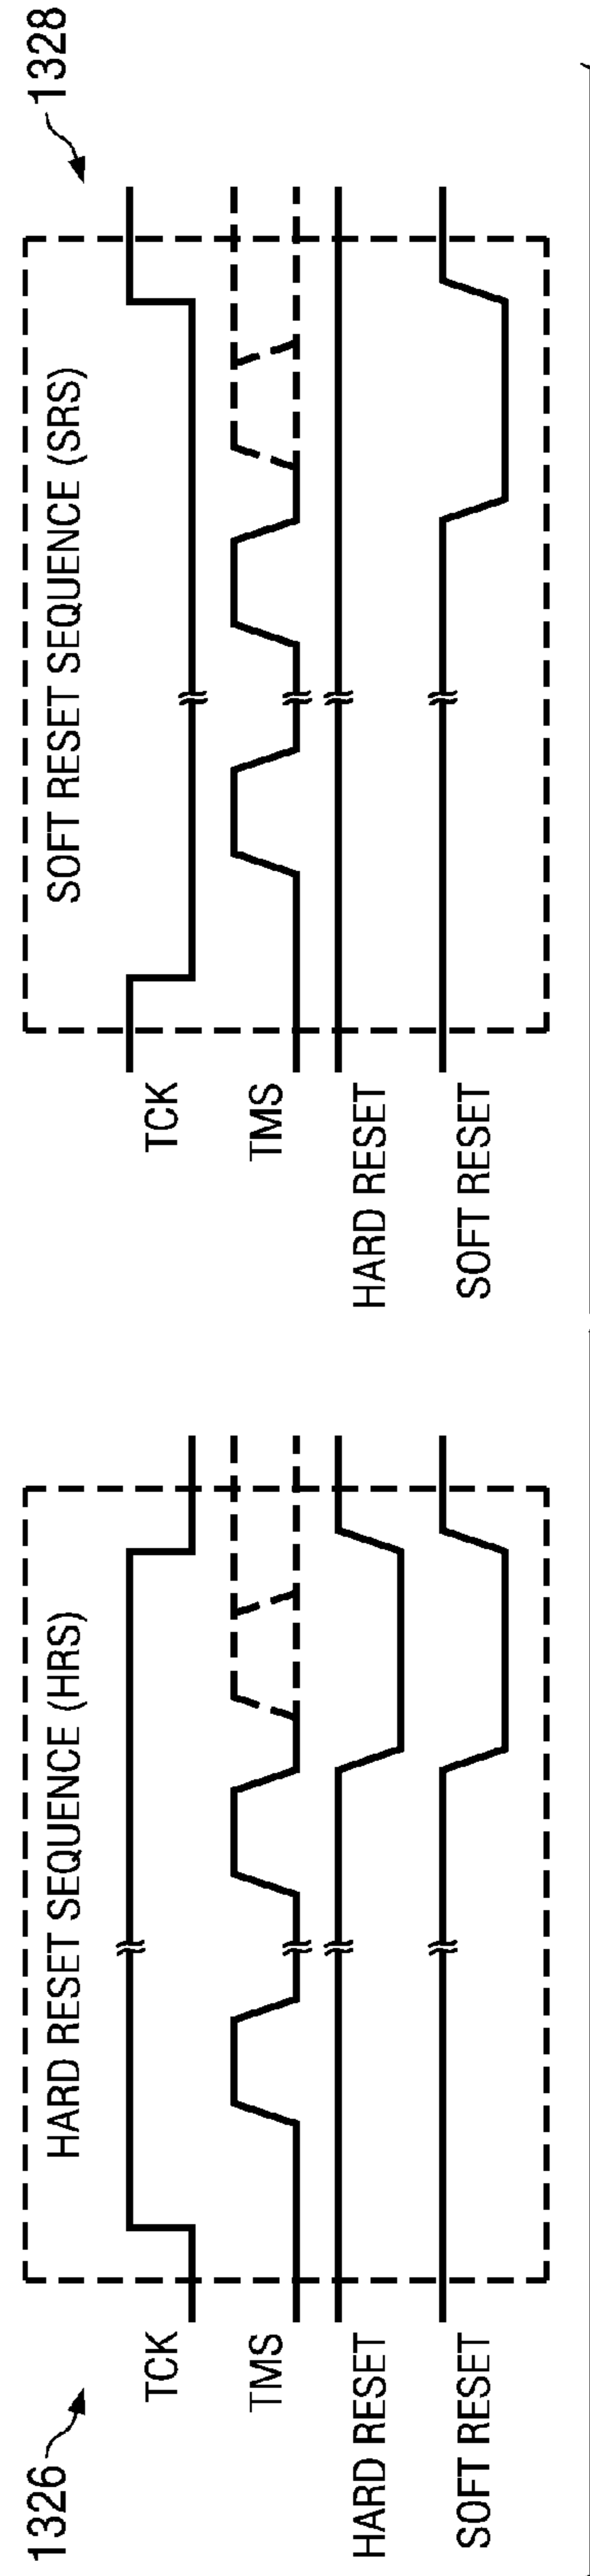 1326
HARD RESET SEQUENCE (HRS)
TCK
TMS
HARD RESET
SOFT RESET
1328
SOFT RESET SEQUENCE (SRS)
TCK
TMS
HARD RESET
SOFT RESET